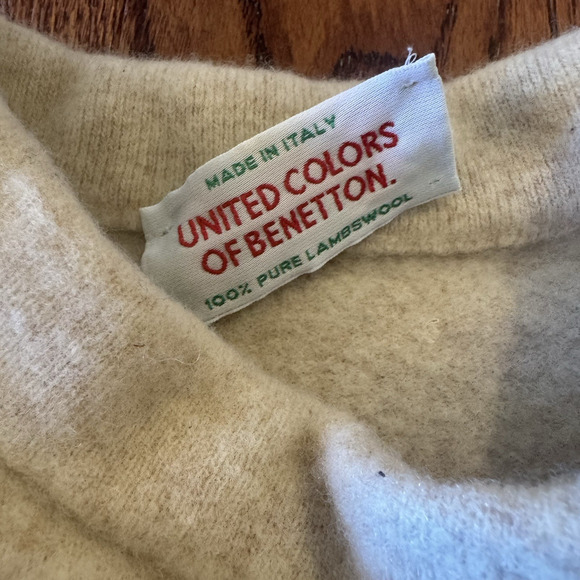 MADE IN ITALY
UNITED COLORS
OF BENETTON.
100% PURE LAMBSWOOL